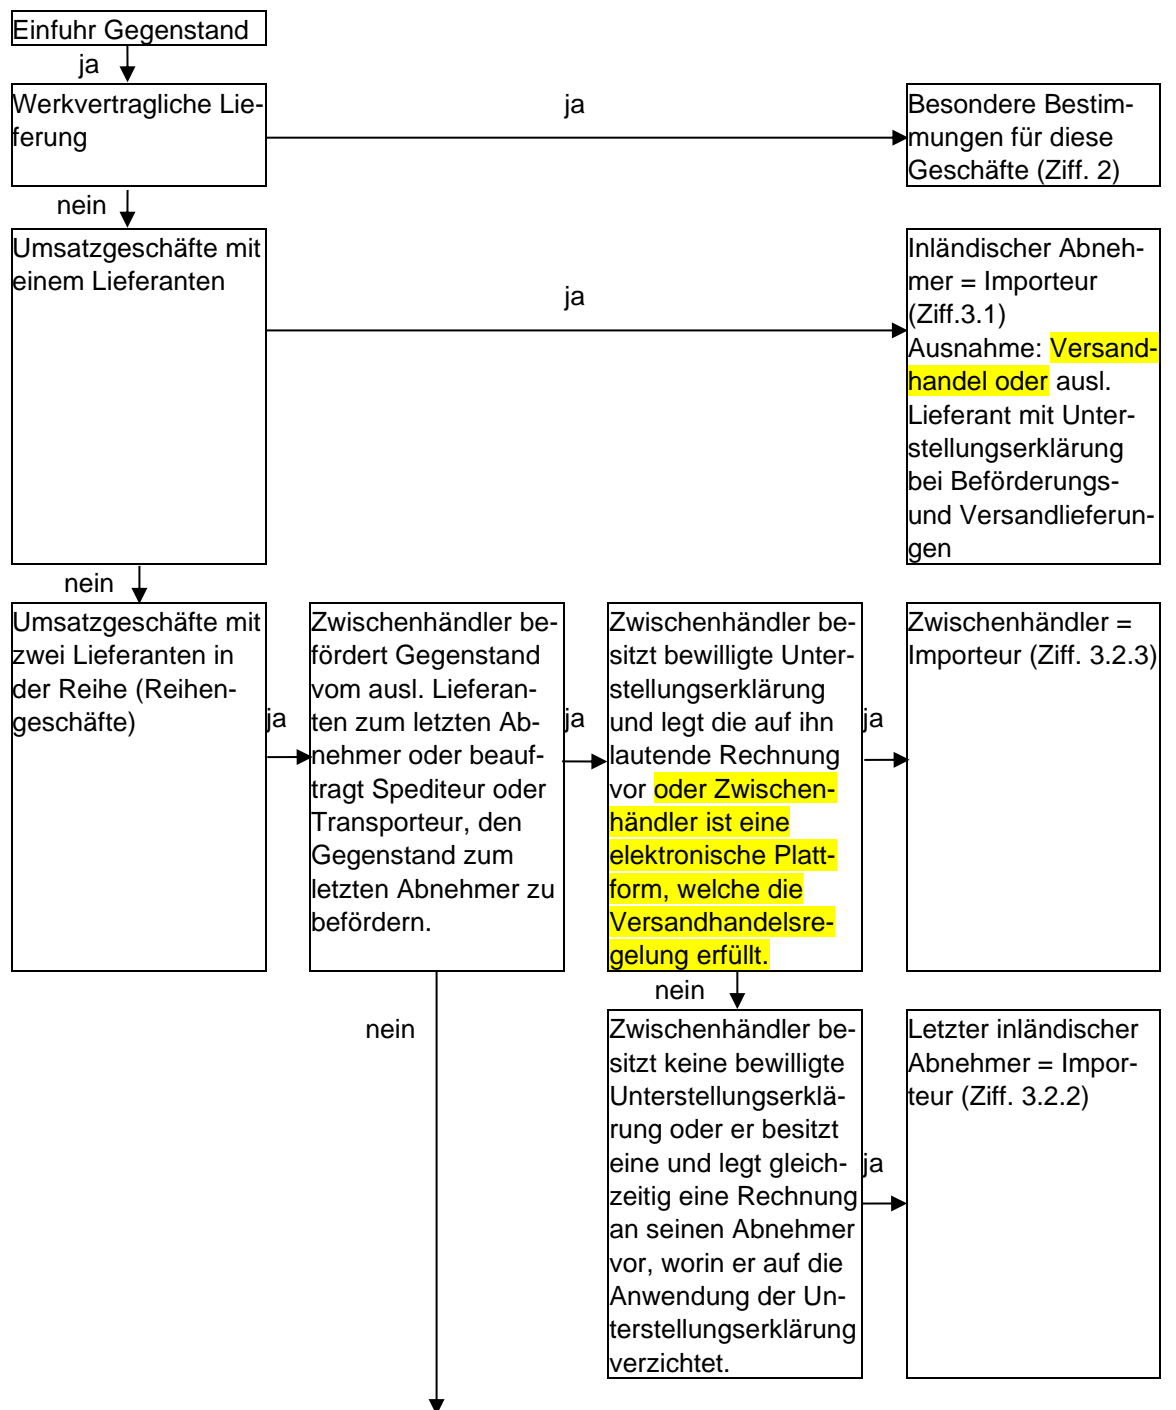 Einfuhr Gegenstand
ja
Werkvertragliche Lie-
ferung
ja
Besondere Bestim-
mungen für diese
Geschäfte (Ziff. 2)
nein
Umsatzgeschäfte mit
einem Lieferanten
ja
Inländischer Abneh-
mer = Importeur
(Ziff.3.1)
Ausnahme: Versand-
handel oder ausl.
Lieferant mit Unter-
stellungserklärung
bei Beförderungs-
und Versandlieferun-
gen
nein
Umsatzgeschäfte mit
zwei Lieferanten in
der Reihe (Reihen-
geschäfte)
ja
Zwischenhändler be-
fördert Gegenstand
vom ausl. Lieferan-
ten zum letzten Ab-
nehmer oder beauf-
tragt Spediteur oder
Transporteur, den
Gegenstand zum
letzten Abnehmer zu
befördern.
ja
Zwischenhändler be-
sitzt bewilligte Unter-
stellungserklärung
und legt die auf ihn
lautende Rechnung
vor oder Zwischen-
händler ist eine
elektronische Platt-
form, welche die
Versandhandelsre-
gelung erfüllt.
ja
Zwischenhändler =
Importeur (Ziff. 3.2.3)
nein
nein
Zwischenhändler be-
sitzt keine bewilligte
Unterstellungserklä-
rung oder er besitzt
eine und legt gleich-
zeitig eine Rechnung
an seinen Abnehmer
vor, worin er auf die
Anwendung der Un-
terstellungserklärung
verzichtet.
ja
Letzter inländischer
Abnehmer = Impor-
teur (Ziff. 3.2.2)